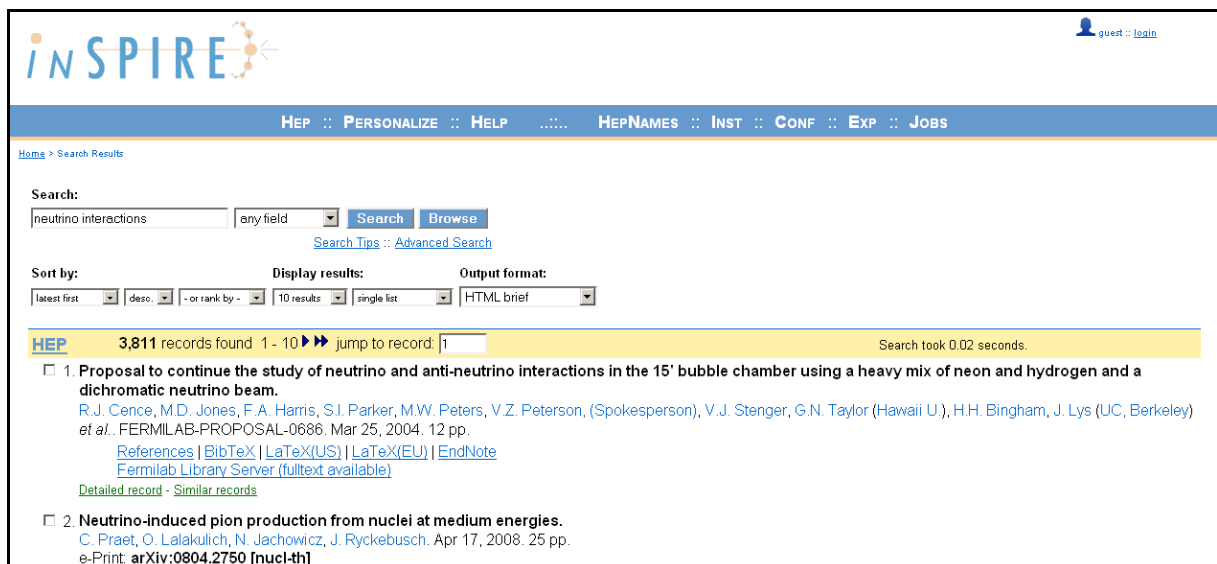 inSPIRE
guest :: login
HEP :: PERSONALIZE :: HELP ..::.. HEPNAMES :: INST :: CONF :: EXP :: JOBS
Home > Search Results
Search:
neutrino interactions any field Search Browse
Search Tips :: Advanced Search
Sort by: Display results: Output format:
latest first desc. - or rank by - 10 results single list HTML brief
HEP 3,811 records found 1 - 10 jump to record: 1 Search took 0.02 seconds.
1. Proposal to continue the study of neutrino and anti-neutrino interactions in the 15' bubble chamber using a heavy mix of neon and hydrogen and a
dichromatic neutrino beam.
R.J. Cence, M.D. Jones, F.A. Harris, S.I. Parker, M.W. Peters, V.Z. Peterson, (Spokesperson), V.J. Stenger, G.N. Taylor (Hawaii U.), H.H. Bingham, J. Lys (UC, Berkeley)
et al.. FERMILAB-PROPOSAL-0686. Mar 25, 2004. 12 pp.
References | BibTeX | LaTeX(US) | LaTeX(EU) | EndNote
Fermilab Library Server (fulltext available)
Detailed record - Similar records
2. Neutrino-induced pion production from nuclei at medium energies.
C. Praet, O. Lalakulich, N. Jachowicz, J. Ryckebusch. Apr 17, 2008. 25 pp.
e-Print: arXiv:0804.2750 [nucl-th]